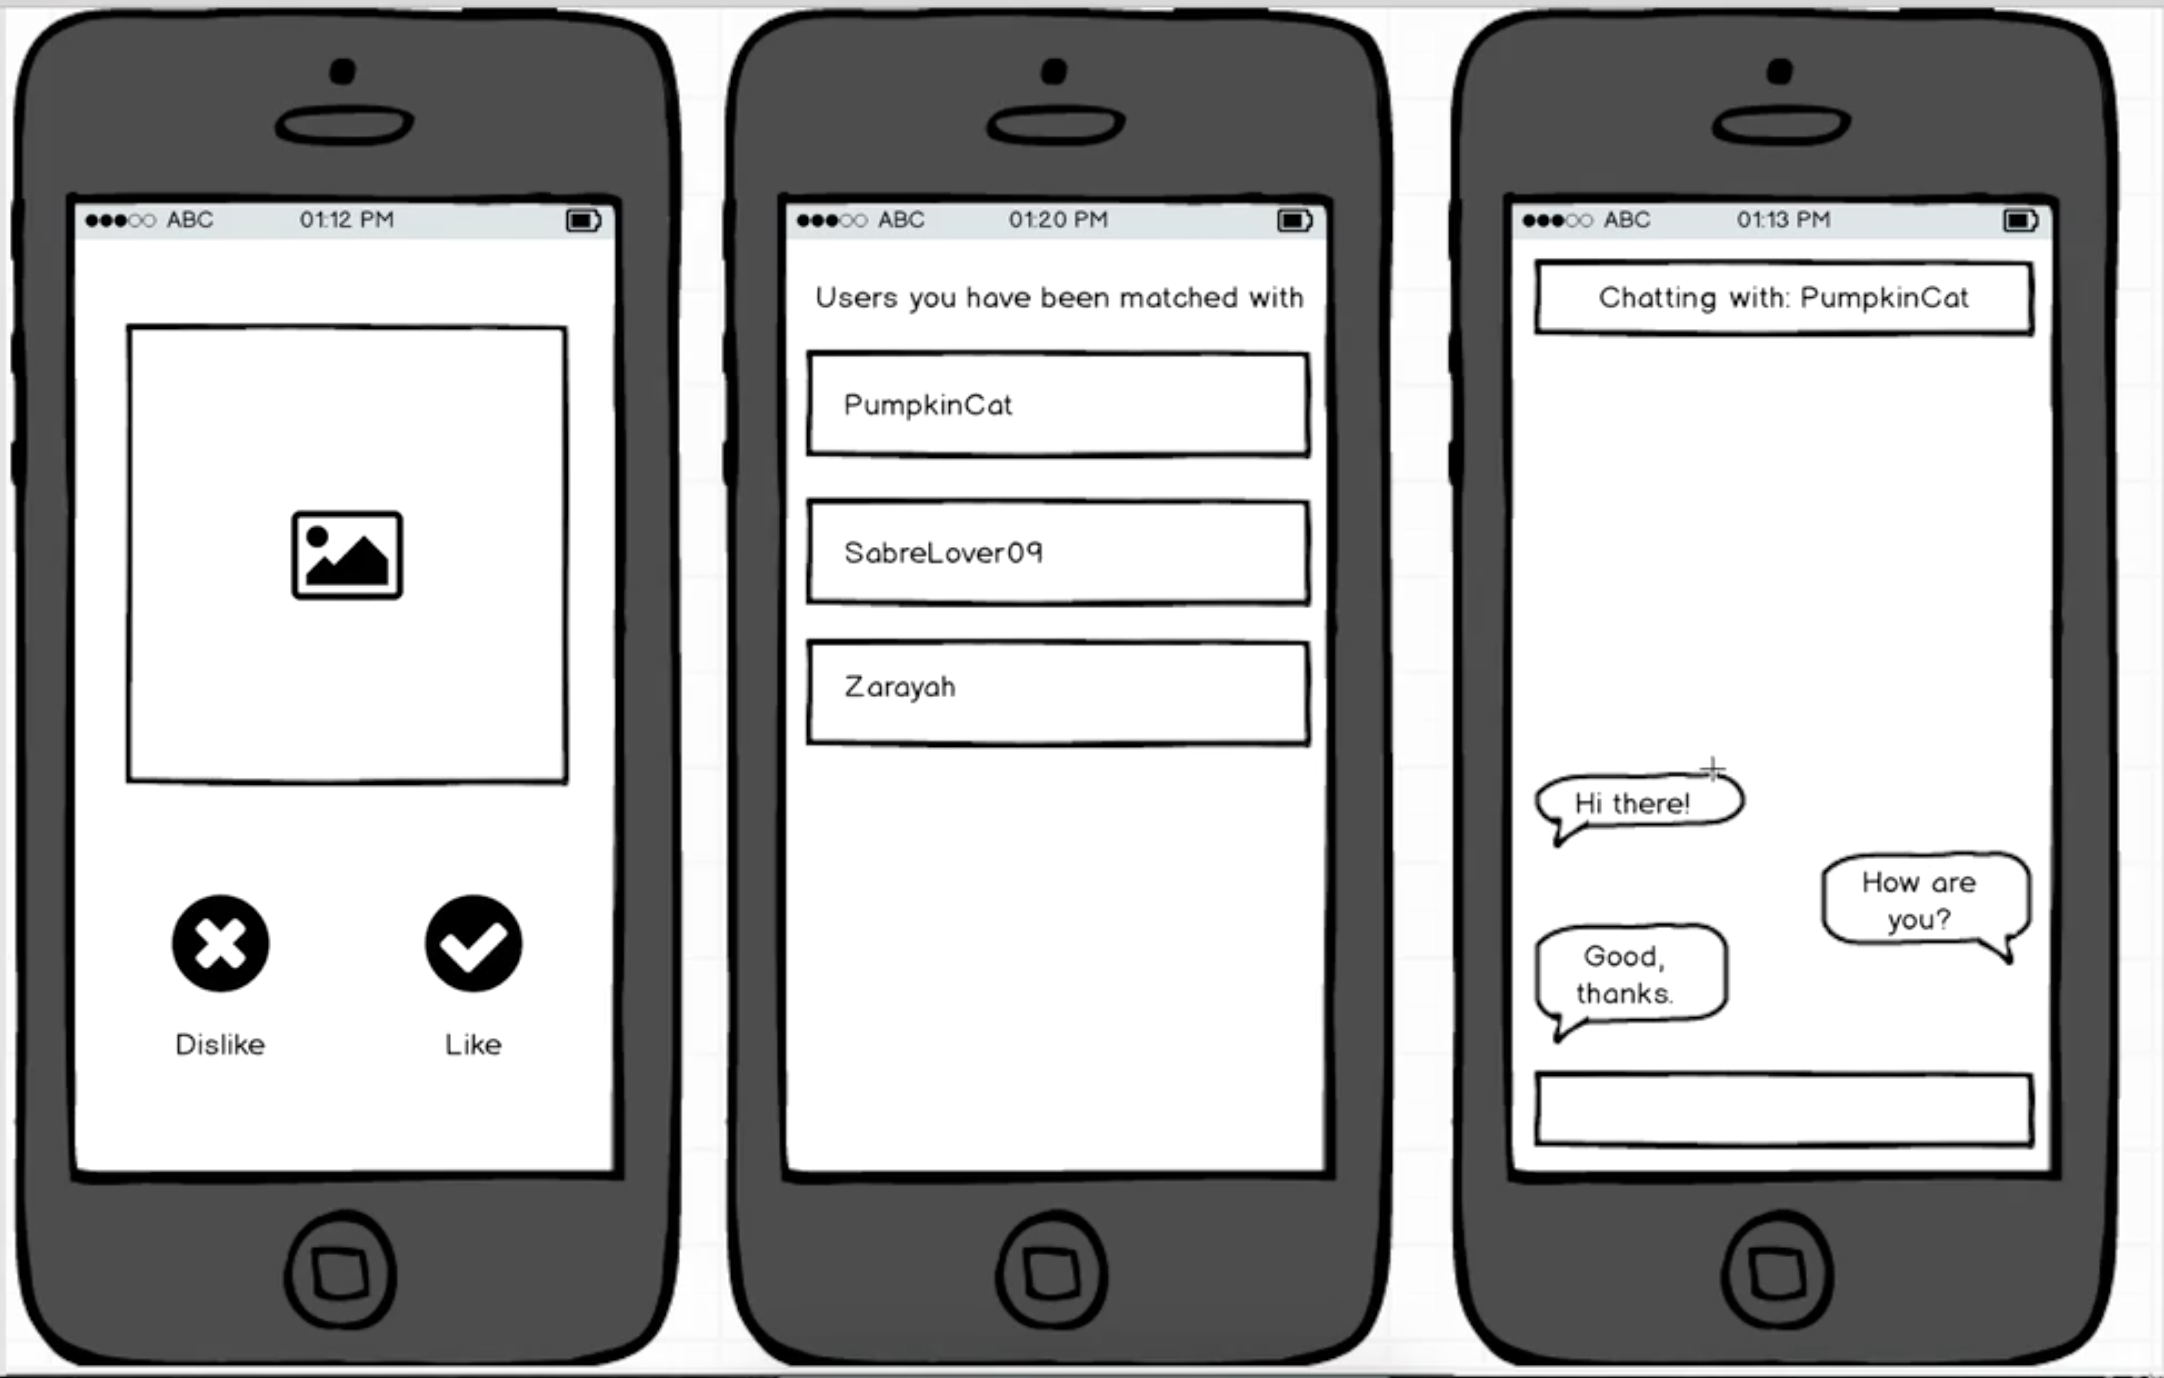 ABC 01:12 PM
Dislike
Like
ABC 01:20 PM
Users you have been matched with
PumpkinCat
SabreLover09
Zarayah
ABC 01:13 PM
Chatting with: PumpkinCat
Hi there!
How are
you?
Good,
thanks.